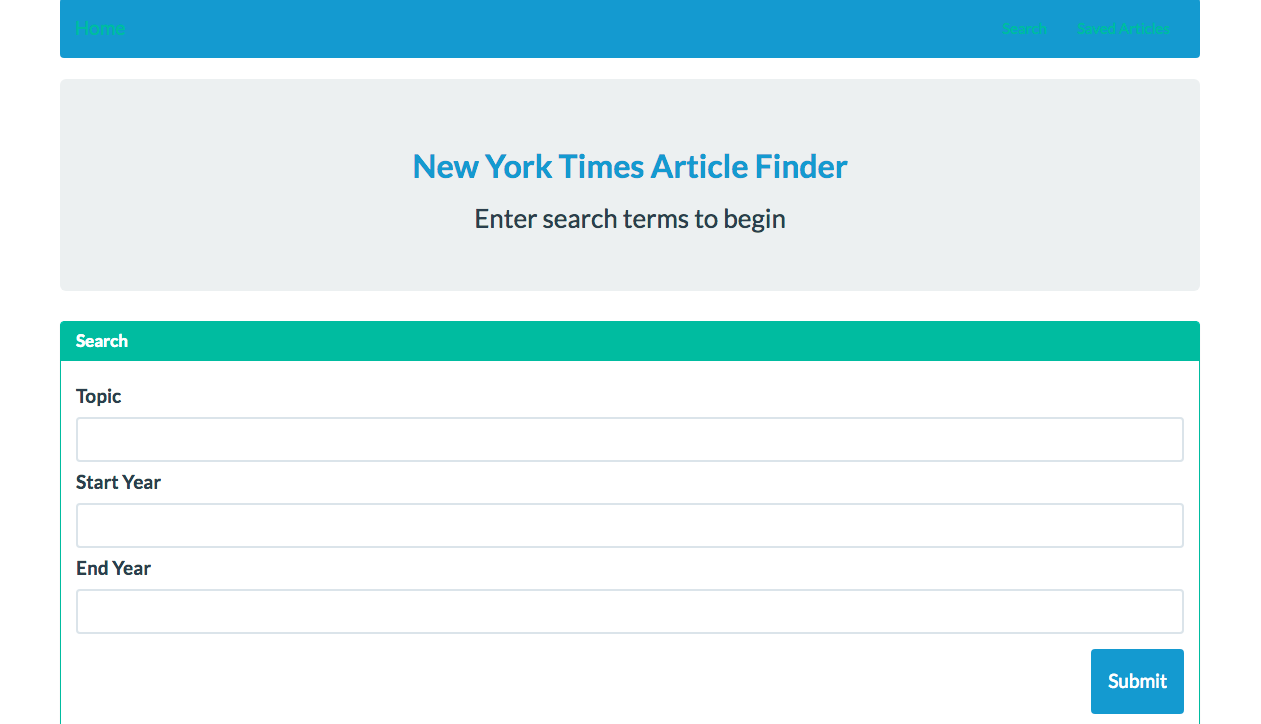 Home Search Saved Articles
New York Times Article Finder
Enter search terms to begin
Search
Topic
Start Year
End Year
Submit